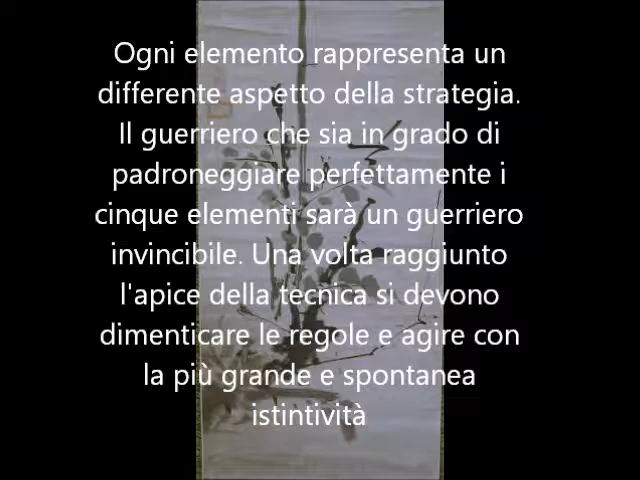 Ogni elemento rappresenta un
differente aspetto della strategia.
Il guerriero che sia in grado di
padroneggiare perfettamente i
cinque elementi sarà un guerriero
invincibile. Una volta raggiunto
l'apice della tecnica si devono
dimenticare le regole e agire con
la più grande e spontanea
istintività